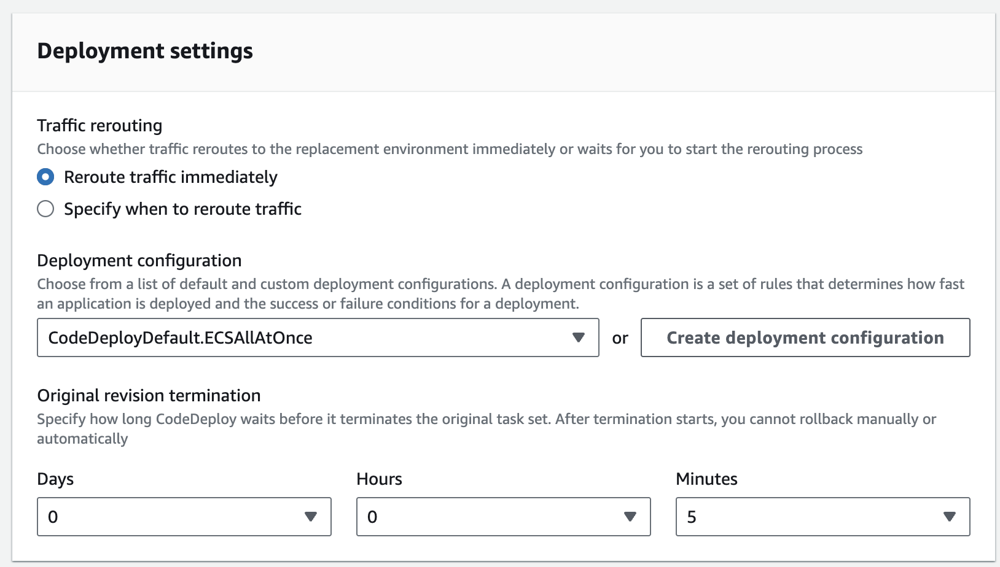 Deployment settings
Traffic rerouting
Choose whether traffic reroutes to the replacement environment immediately or waits for you to start the rerouting process
Reroute traffic immediately
Specify when to reroute traffic
Deployment configuration
Choose from a list of default and custom deployment configurations. A deployment configuration is a set of rules that determines how fast
an application is deployed and the success or failure conditions for a deployment.
CodeDeployDefault.ECSAllAtOnce or Create deployment configuration
Original revision termination
Specify how long CodeDeploy waits before it terminates the original task set. After termination starts, you cannot rollback manually or
automatically
Days Hours Minutes
0 0 5